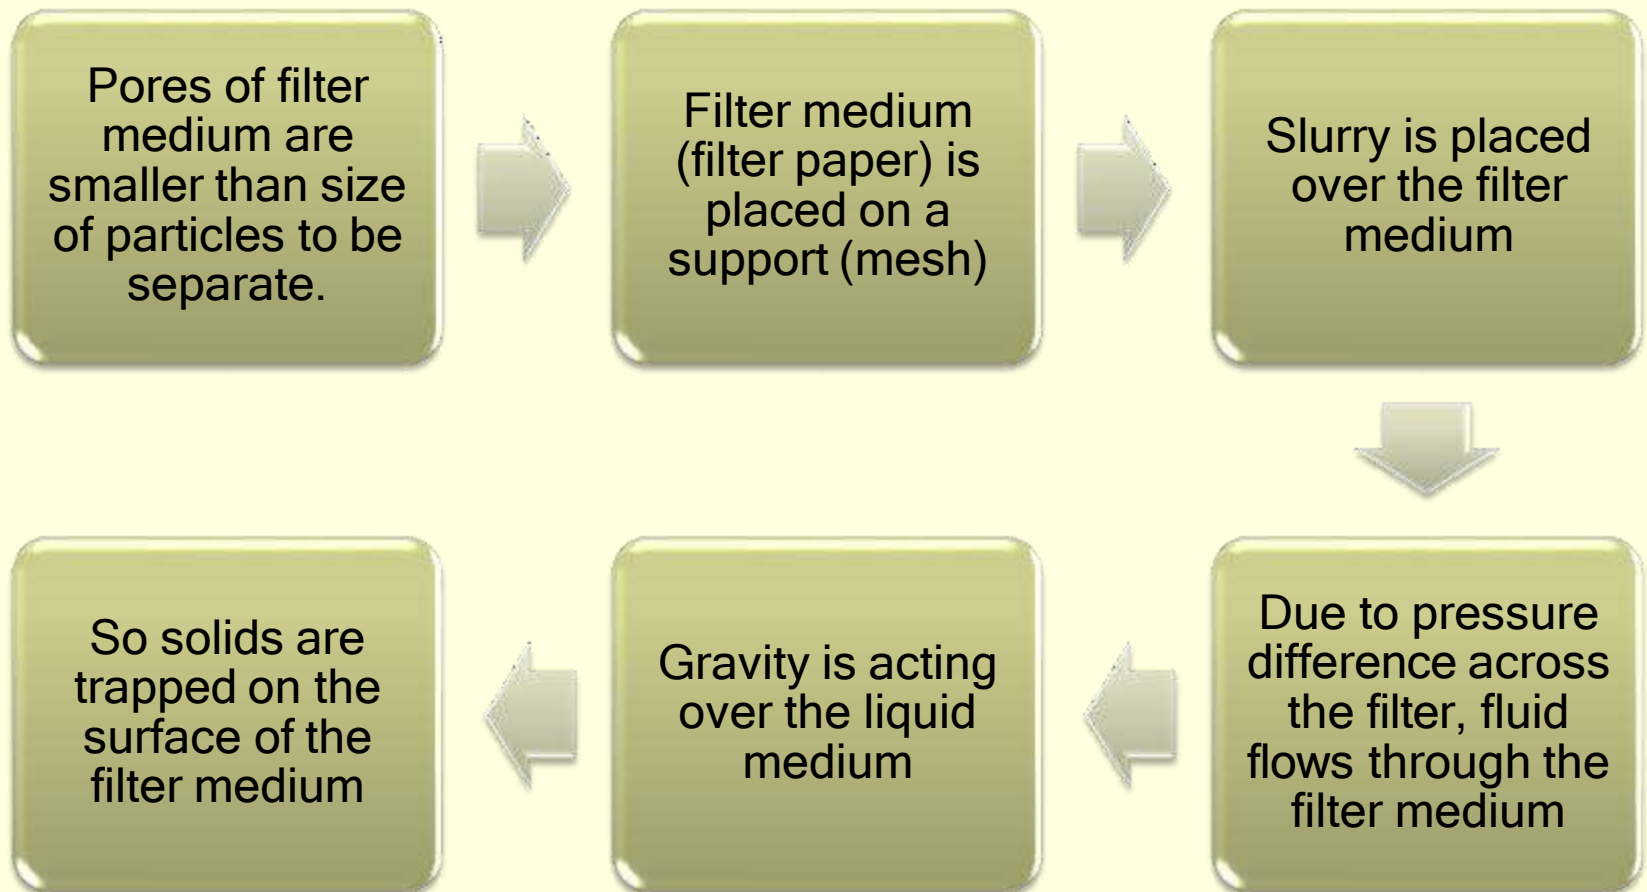 Pores of filter
medium are
smaller than size
of particles to be
separate.
Filter medium
(filter paper) is
placed on a
support (mesh)
Slurry is placed
over the filter
medium
Due to pressure
difference across
the filter, fluid
flows through the
filter medium
Gravity is acting
over the liquid
medium
So solids are
trapped on the
surface of the
filter medium